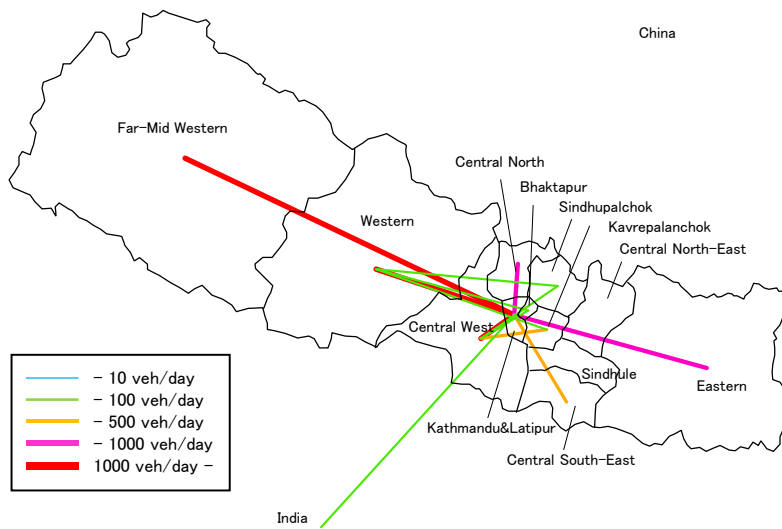 China
Far-Mid Western
Central North
Bhaktapur
Sindhupalchok
Western
Kavrepalanchok
Central North-East
Central West
- 10 veh/day
- 100 veh/day
- 500 veh/day
- 1000 veh/day
1000 veh/day -
Sindhule
Eastern
Kathmandu&Latipur
Central South-East
India